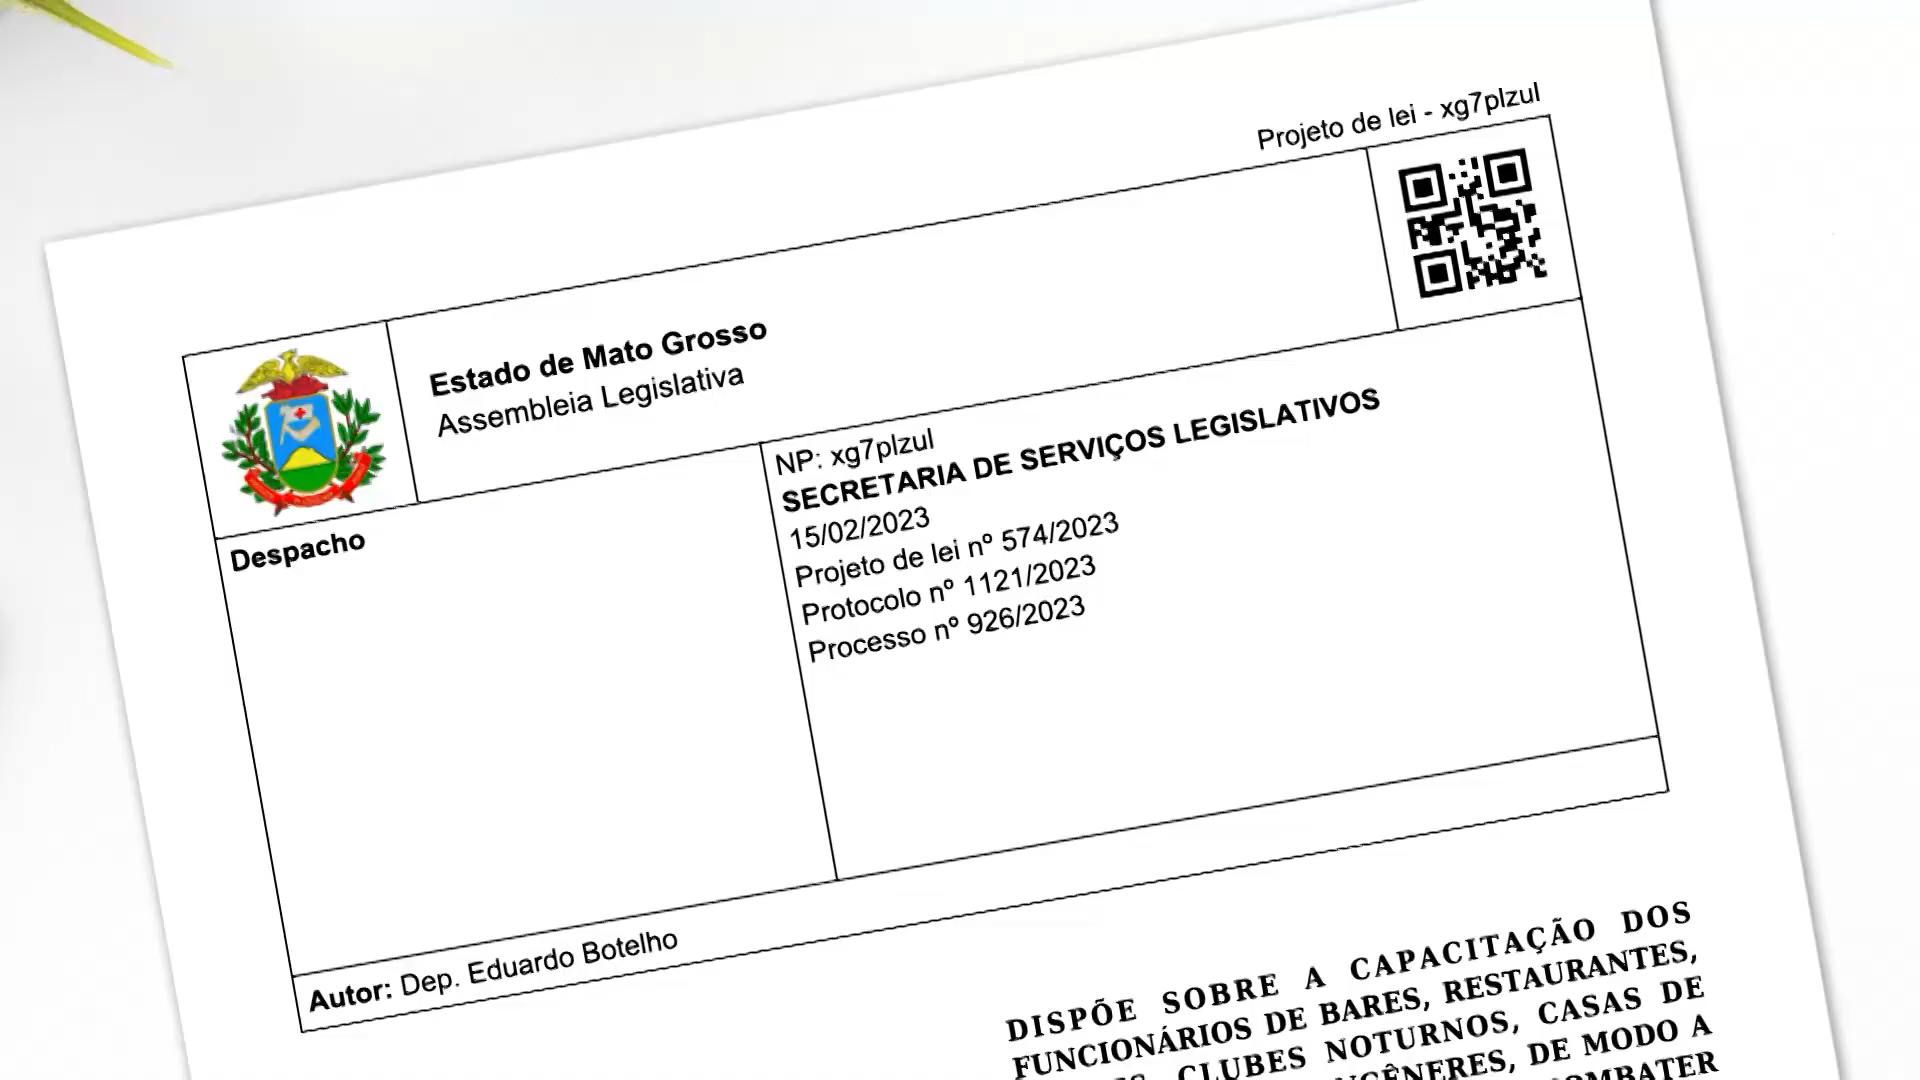 Projeto de lei - xg7plzul
Estado de Mato Grosso
Assembleia Legislativa
NP: xg7plzul
SECRETARIA DE SERVIÇOS LEGISLATIVOS
15/02/2023
Projeto de lei nº 574/2023
Protocolo nº 1121/2023
Processo nº 926/2023
Despacho
Autor: Dep. Eduardo Botelho
DISPÕE SOBRE A CAPACITAÇÃO DOS
FUNCIONÁRIOS DE BARES, RESTAURANTES,
CLUBES NOTURNOS, CASAS DE
DE MODO A